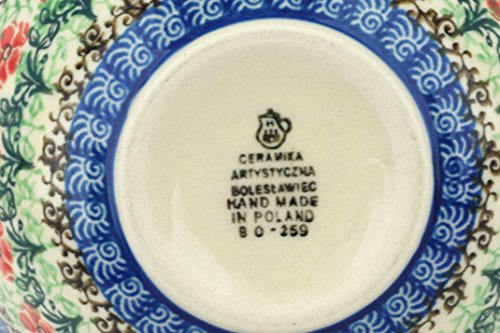 H
CERAMIKA
ARTYSTYCZNA
BOLESŁAWIEC
HAND MADE
IN POLAND
B O - 259